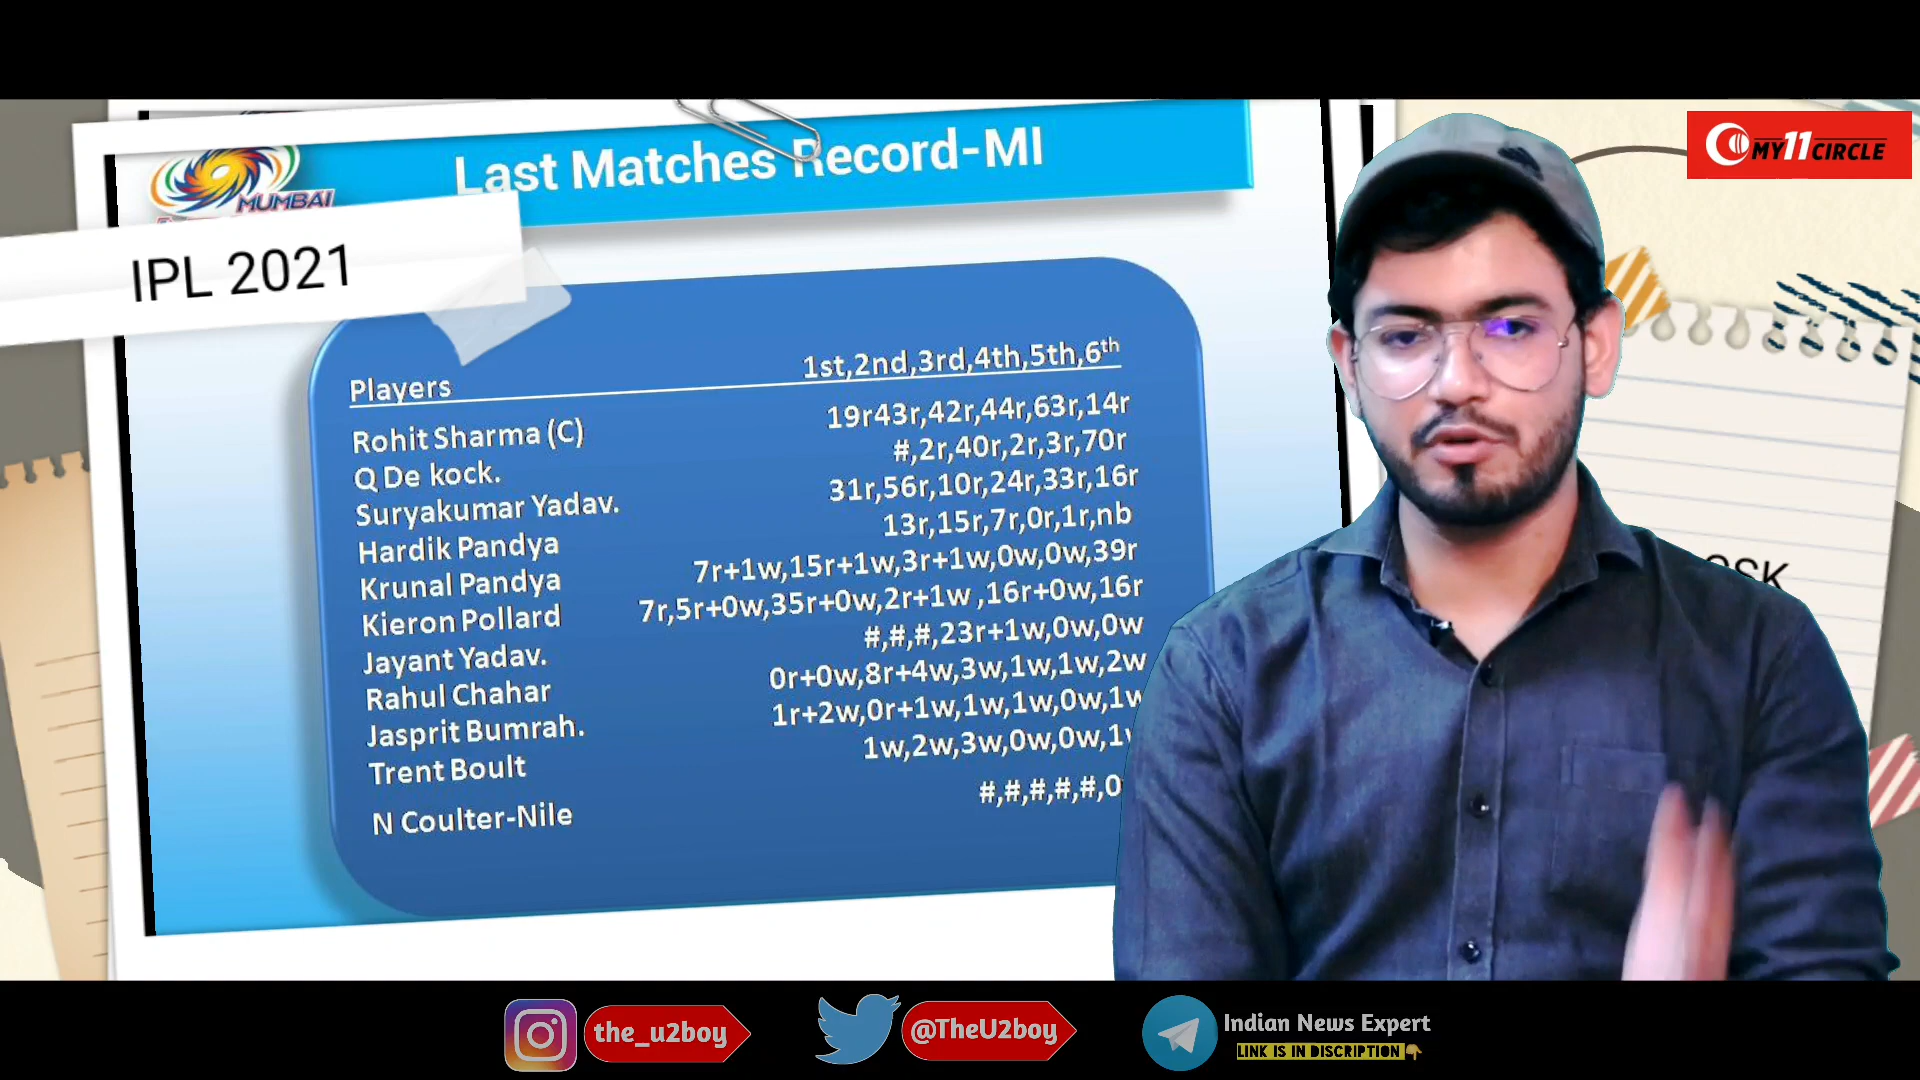 Last Matches Record-MI
MUMBAI
IPL 2021
MY11CIRCLE
Players 1st,2nd,3rd,4th,5th,6th
Rohit Sharma (C) 19r43r,42r,44r,63r,14r
Q De kock. #,2r,40r,2r,3r,70r
Suryakumar Yadav. 31r,56r,10r,24r,33r,16r
Hardik Pandya 13r,15r,7r,0r,1r,nb
Krunal Pandya 7r+1w,15r+1w,3r+1w,0w,0w,39r
Kieron Pollard 7r,5r+0w,35r+0w,2r+1w ,16r+0w,16r
Jayant Yadav. #,#,#,23r+1w,0w,0w
Rahul Chahar 0r+0w,8r+4w,3w,1w,1w,2w
Jasprit Bumrah. 1r+2w,0r+1w,1w,1w,0w,1w
Trent Boult 1w,2w,3w,0w,0w,1
N Coulter-Nile #,#,#,#,#,0
the_u2boy
@TheU2boy
Indian News Expert
LINK IS IN DISCRIPTION